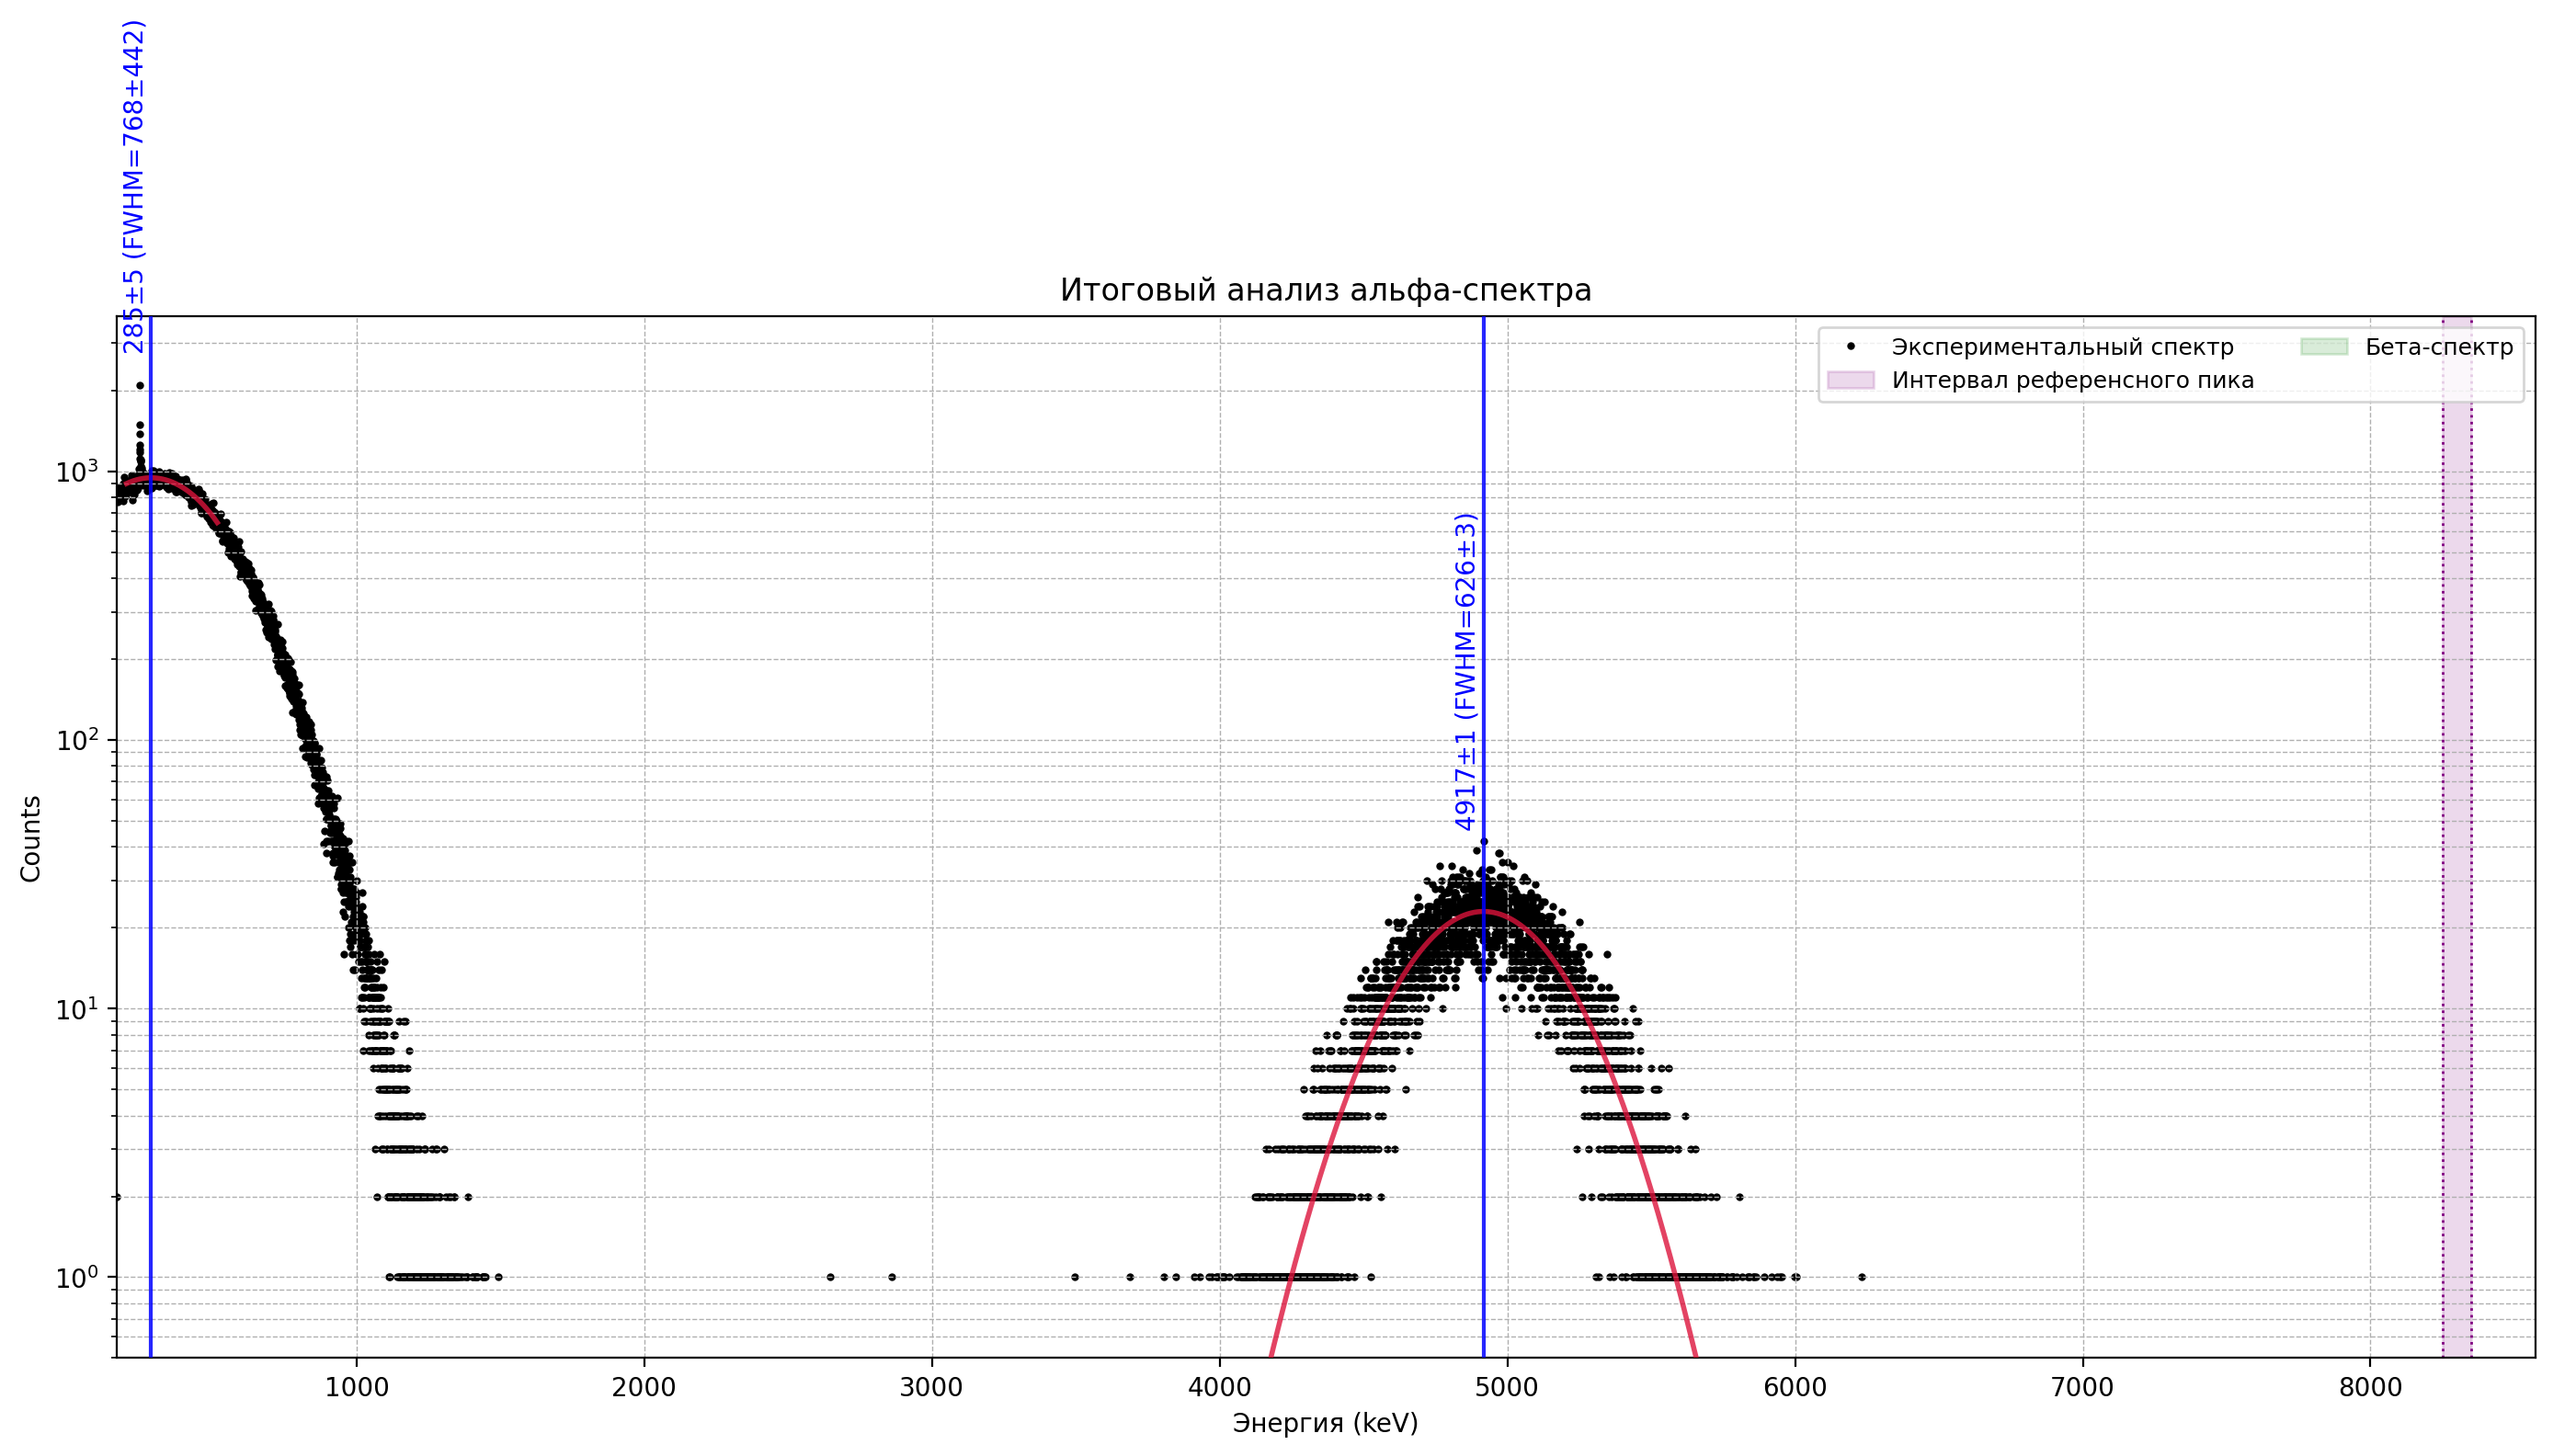 285±5 (FWHM=768±442)
Итоговый анализ альфа-спектра
Экспериментальный спектр
Интервал референсного пика
Бета-спектр
4917±1 (FWHM=626±3)
Counts
10³
10²
10¹
10⁰
1000 2000 3000 4000 5000 6000 7000 8000
Энергия (keV)